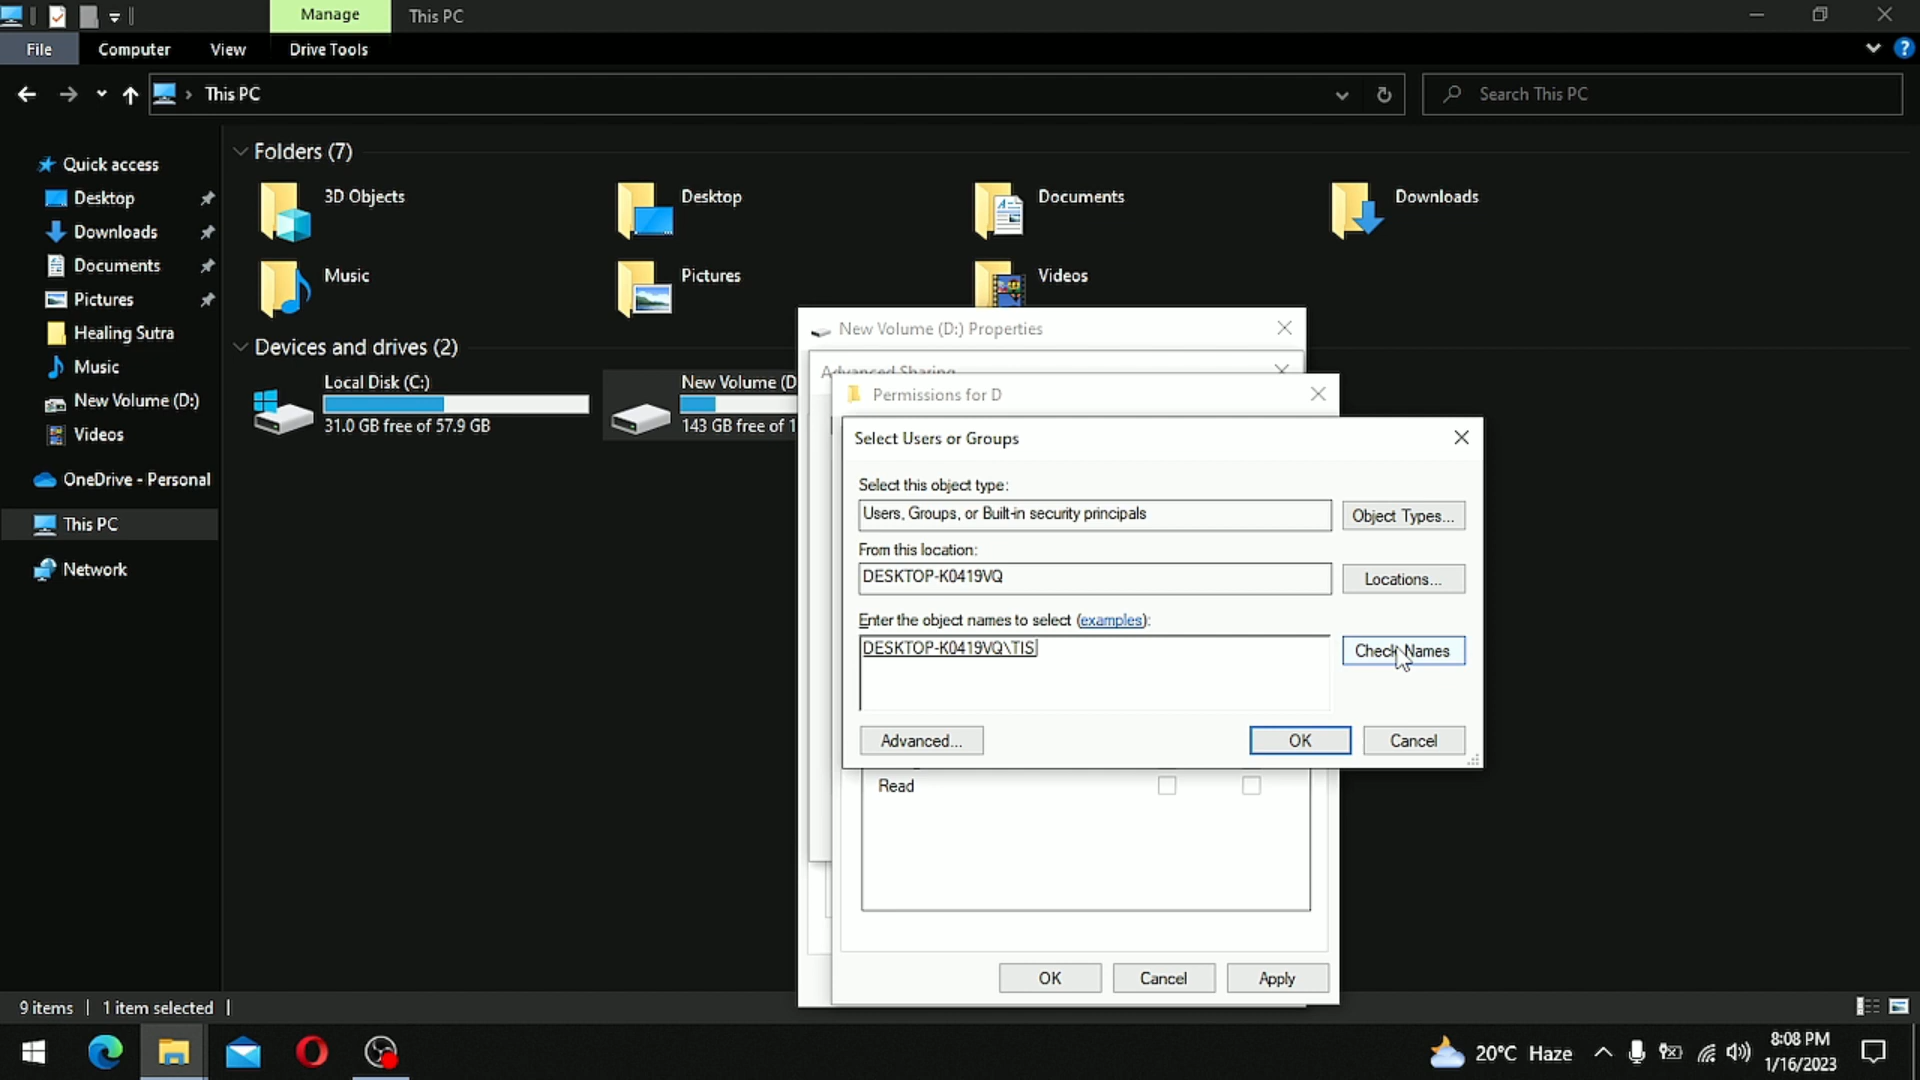 Manage
This PC
File
Computer
View
Drive Tools
This PC
Search This PC
Quick access
Desktop
Downloads
Documents
Pictures
Healing Sutra
Music
New Volume (D:)
Videos
OneDrive - Personal
This PC
Network
Folders (7)
3D Objects
Desktop
Documents
Downloads
Music
Pictures
Videos
Devices and drives (2)
Local Disk (C:)
31.0 GB free of 57.9 GB
New Volume (D
143 GB free of 1
New Volume (D:) Properties
Advanced Sharing
Permissions for D
Select Users or Groups
Select this object type:
Users, Groups, or Built-in security principals
Object Types...
From this location:
DESKTOP-K0419VQ
Locations...
Enter the object names to select (examples):
DESKTOP-K0419VQ\TIS
Check Names
Advanced...
OK
Cancel
Read
OK
Cancel
Apply
9 items
1 item selected
20°C Haze
8:08 PM
1/16/2023